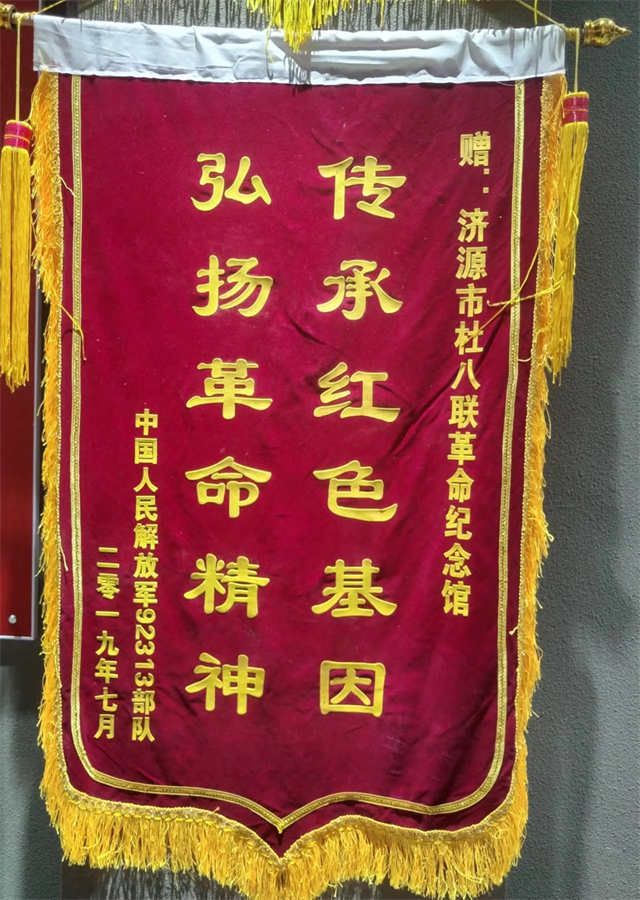 赠：济源市杜八联革命纪念馆
传承红色基因
弘扬革命精神
中国人民解放军92313部队
二零一九年七月